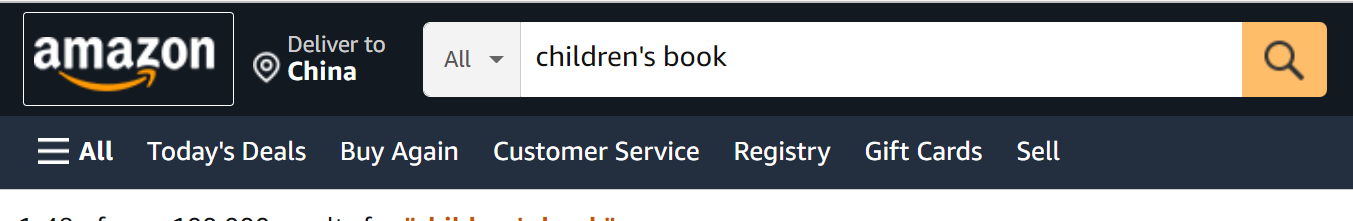 amazon
Deliver to
China
All
children's book
All Today's Deals Buy Again Customer Service Registry Gift Cards Sell